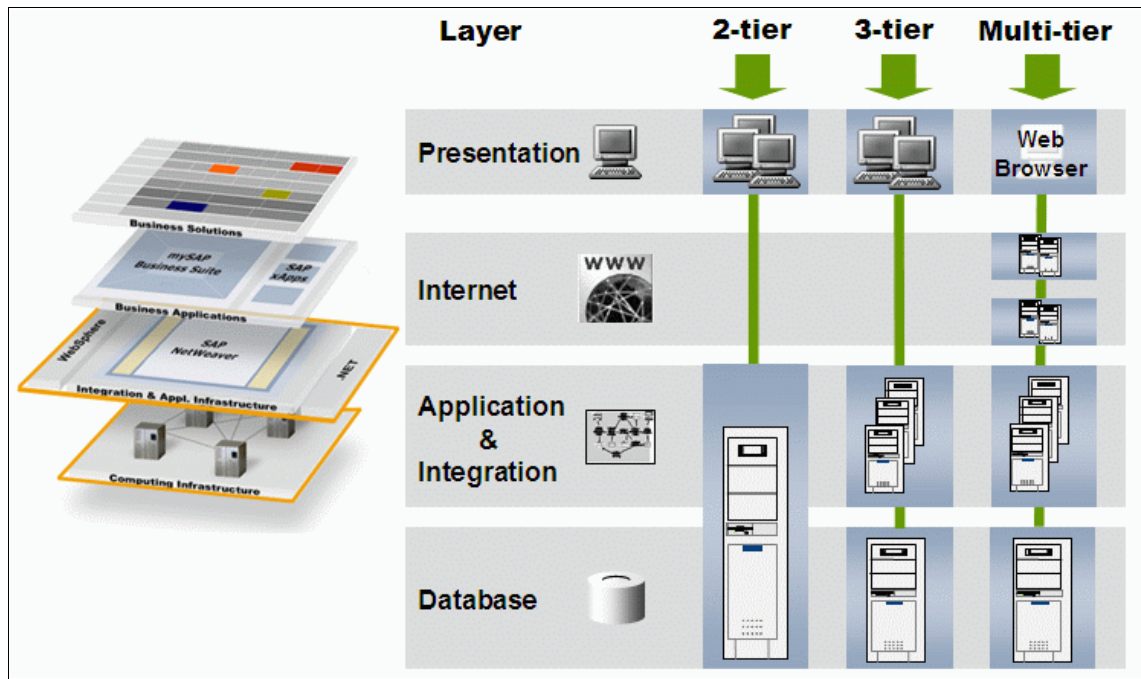 Layer
2-tier
3-tier
Multi-tier
Presentation
Web
Browser
Internet
WWW
Application
&
Integration
Database
Business Solutions
mySAP
Business Suite
SAP
xApps
Business Applications
WebSphere
SAP
NetWeaver
.NET
Integration & Appl. Infrastructure
Computing Infrastructure